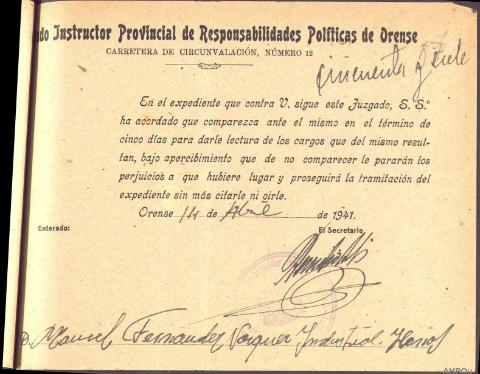 ado Instructor Provincial de Responsabilidades Políticas de Orense
CARRETERA DE CIRCUNVALACIÓN, NÚMERO 12
cincuenta y siete
En el expediente que contra V. sigue este Juzgado, S. S.ª
ha acordado que comparezca ante el mismo en el término de
cinco días para darle lectura de los cargos que del mismo resul-
tan, bajo apercibimiento que de no comparecer le pararán los
perjuicios a que hubiere lugar y proseguirá la tramitación del
expediente sin más citarle ni oirle.
Orense 14 de Abril de 1941.
Enterado:
El Secretario
D. Manuel Fernandez Industrial.
AMPOu